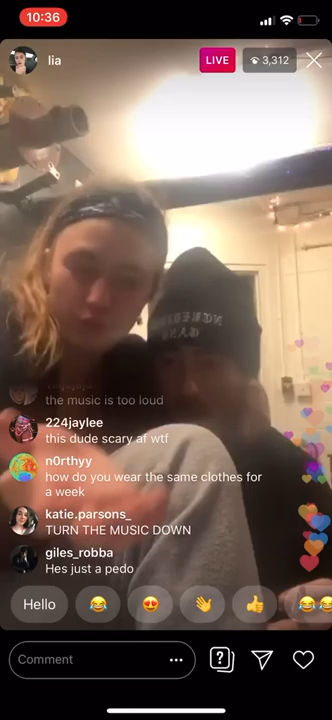 10:36
lia
LIVE
3,312
the music is too loud
224jaylee
this dude scary af wtf
n0rthyy
how do you wear the same clothes for
a week
katie.parsons_
TURN THE MUSIC DOWN
giles_robba
Hes just a pedo
Hello
Comment